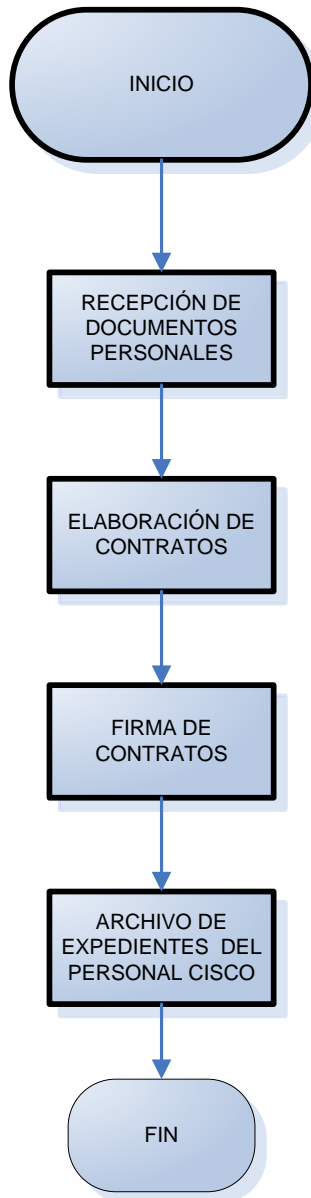 INICIO
RECEPCIÓN DE
DOCUMENTOS
PERSONALES
ELABORACIÓN DE
CONTRATOS
FIRMA DE
CONTRATOS
ARCHIVO DE
EXPEDIENTES  DEL
PERSONAL CISCO
FIN